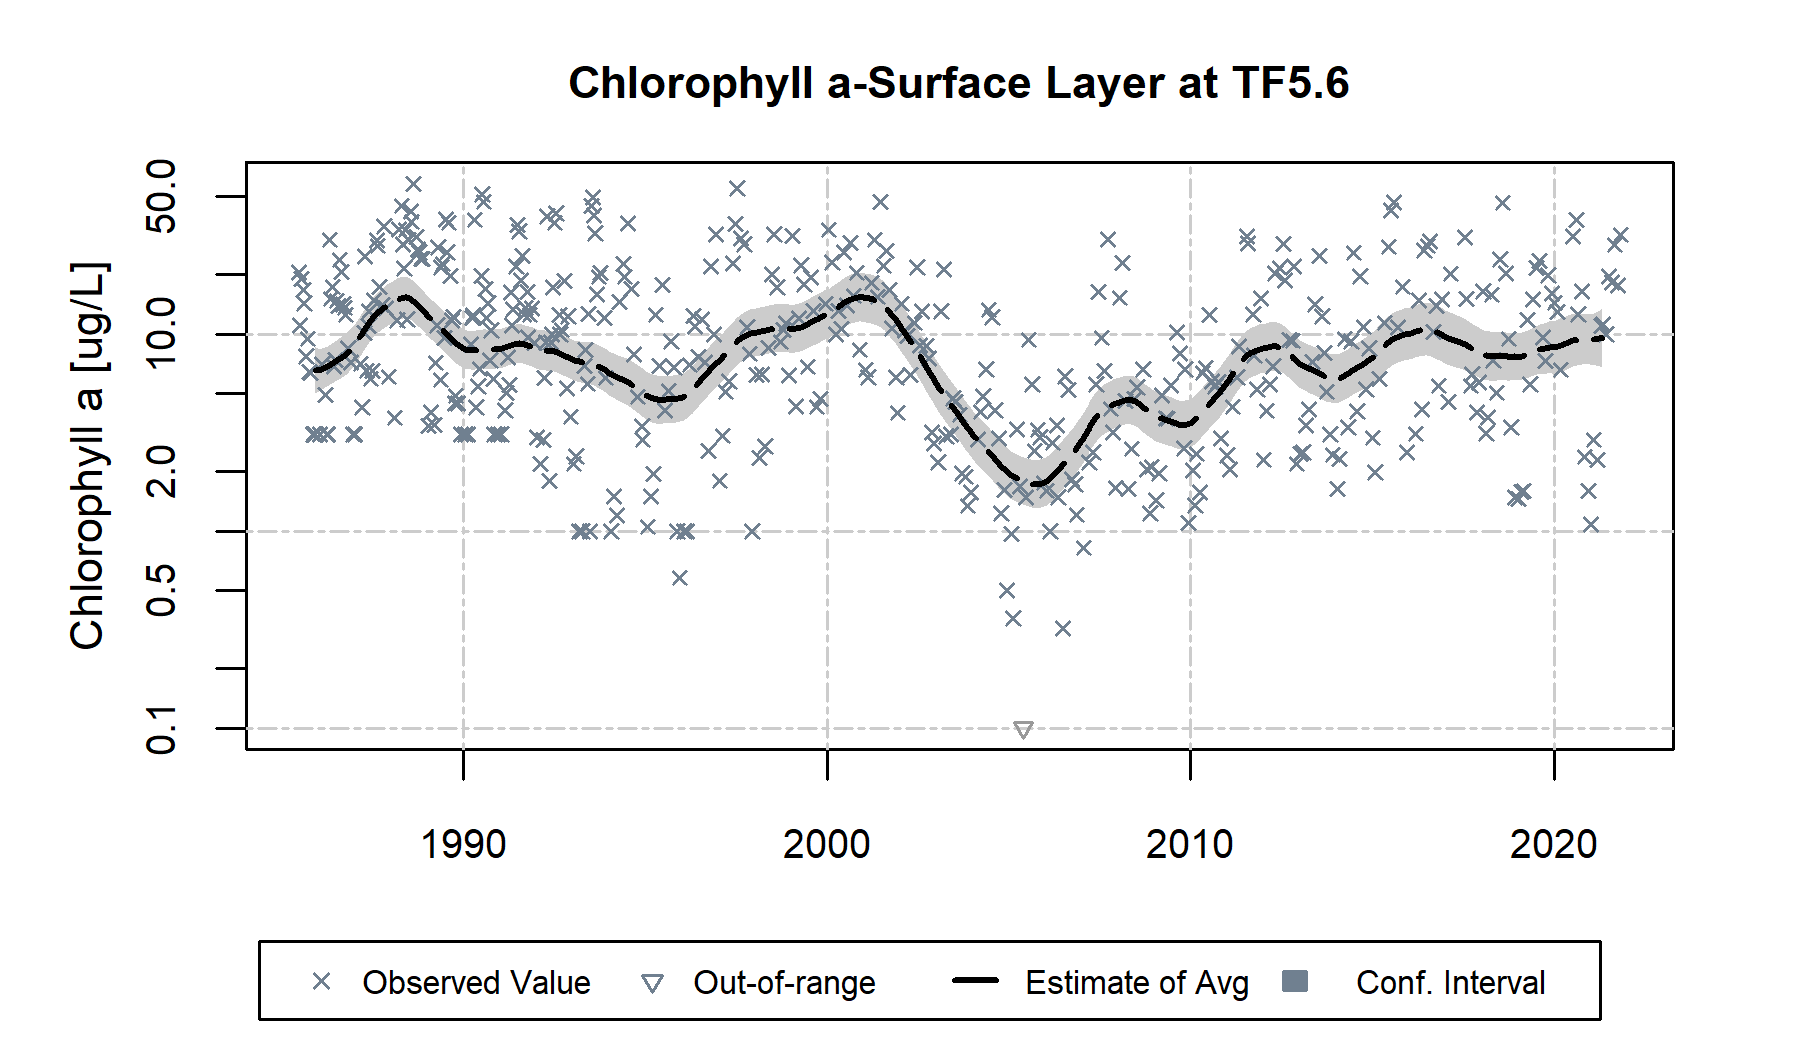 Chlorophyll a-Surface Layer at TF5.6
Chlorophyll a [ug/L]
50.0
10.0
2.0
0.5
0.1
1990 2000 2010 2020
Observed Value Out-of-range Estimate of Avg Conf. Interval